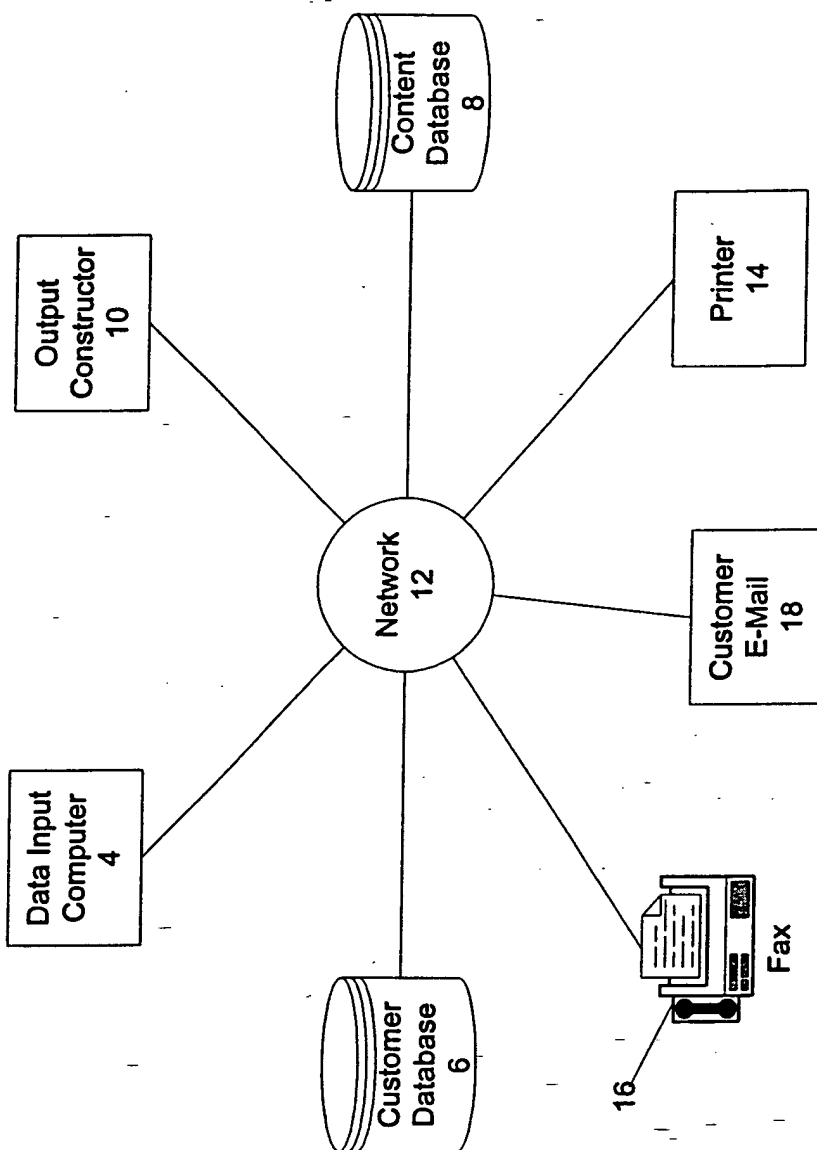 Data Input
Computer
4
Output
Constructor
10
Customer
Database
6
Network
12
Content
Database
8
16
Fax
Customer
E-Mail
18
Printer
14